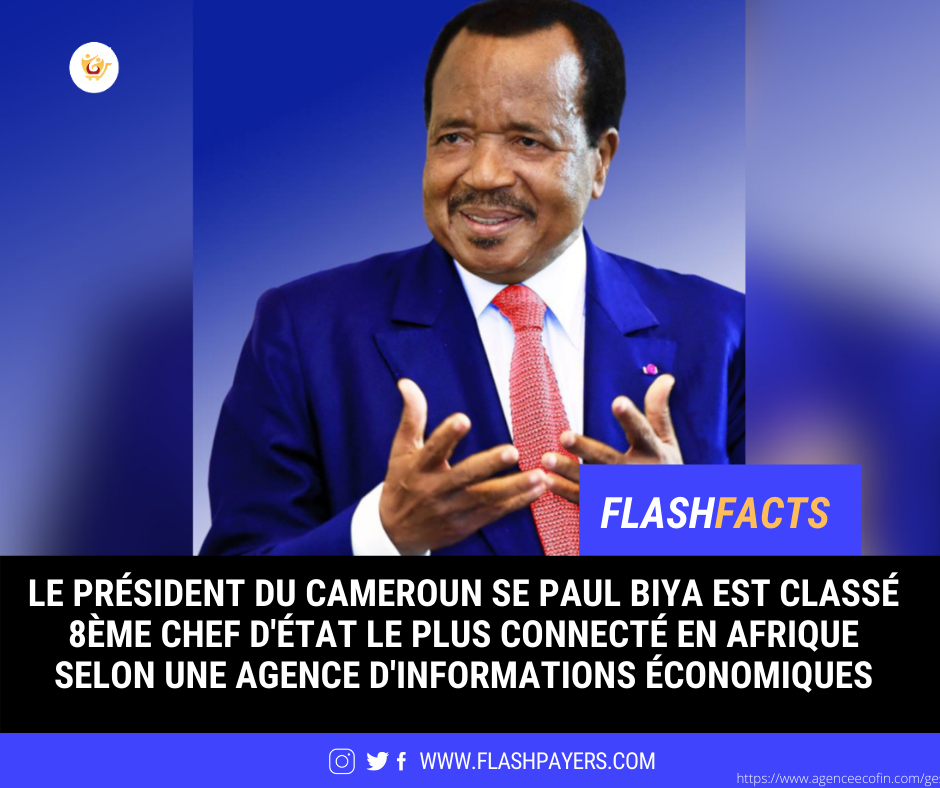 FLASHFACTS
LE PRÉSIDENT DU CAMEROUN SE PAUL BIYA EST CLASSÉ
8ÈME CHEF D'ÉTAT LE PLUS CONNECTÉ EN AFRIQUE
SELON UNE AGENCE D'INFORMATIONS ÉCONOMIQUES
WWW.FLASHPAYERS.COM
https://www.agenceecofin.com/ge